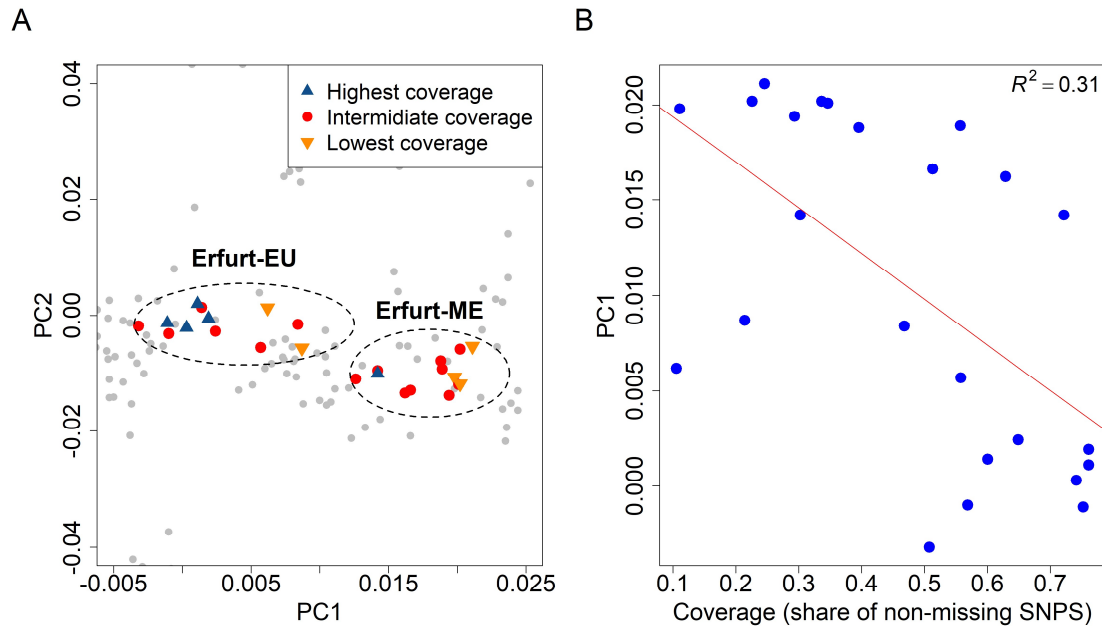 A
B
Highest coverage
Intermidiate coverage
Lowest coverage
Erfurt-EU
Erfurt-ME
0.04
0.02
0.00
-0.02
-0.04
PC2
-0.005
0.005
0.015
0.025
PC1
R² = 0.31
0.020
0.015
0.010
0.005
0.000
PC1
0.1 0.2 0.3 0.4 0.5 0.6 0.7
Coverage (share of non-missing SNPS)